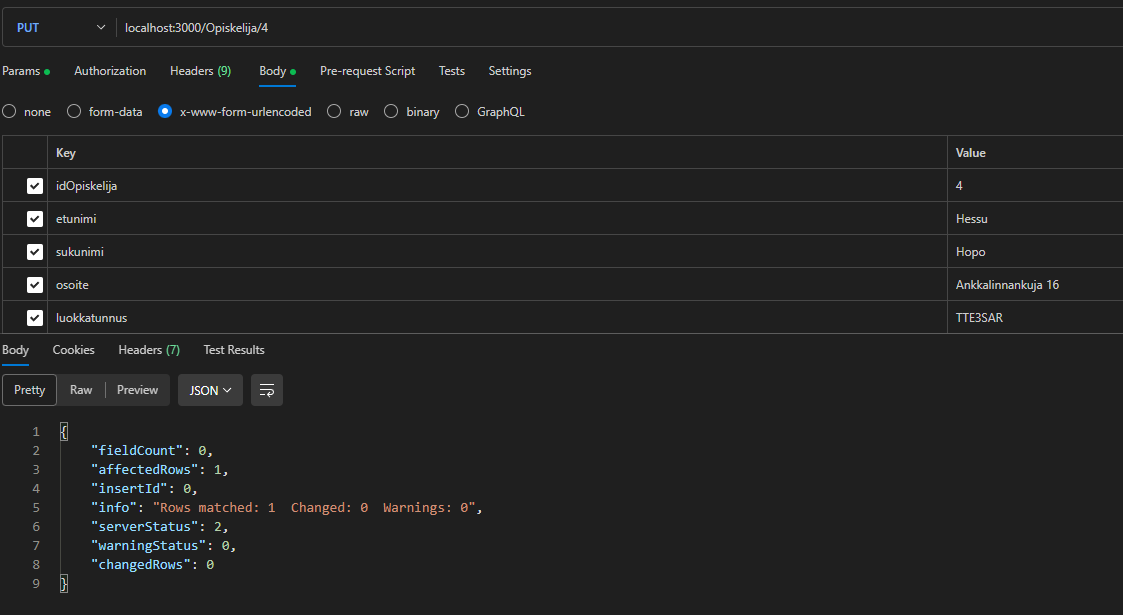 PUT localhost:3000/Opiskelija/4
Params Authorization Headers (9) Body Pre-request Script Tests Settings
none form-data x-www-form-urlencoded raw binary GraphQL
Key Value
idOpiskelija 4
etunimi Hessu
sukunimi Hopo
osoite Ankkalinnankuja 16
luokkatunnus TTE3SAR
Body Cookies Headers (7) Test Results
Pretty Raw Preview JSON
1 {
2 "fieldCount": 0,
3 "affectedRows": 1,
4 "insertId": 0,
5 "info": "Rows matched: 1  Changed: 0  Warnings: 0",
6 "serverStatus": 2,
7 "warningStatus": 0,
8 "changedRows": 0
9 }